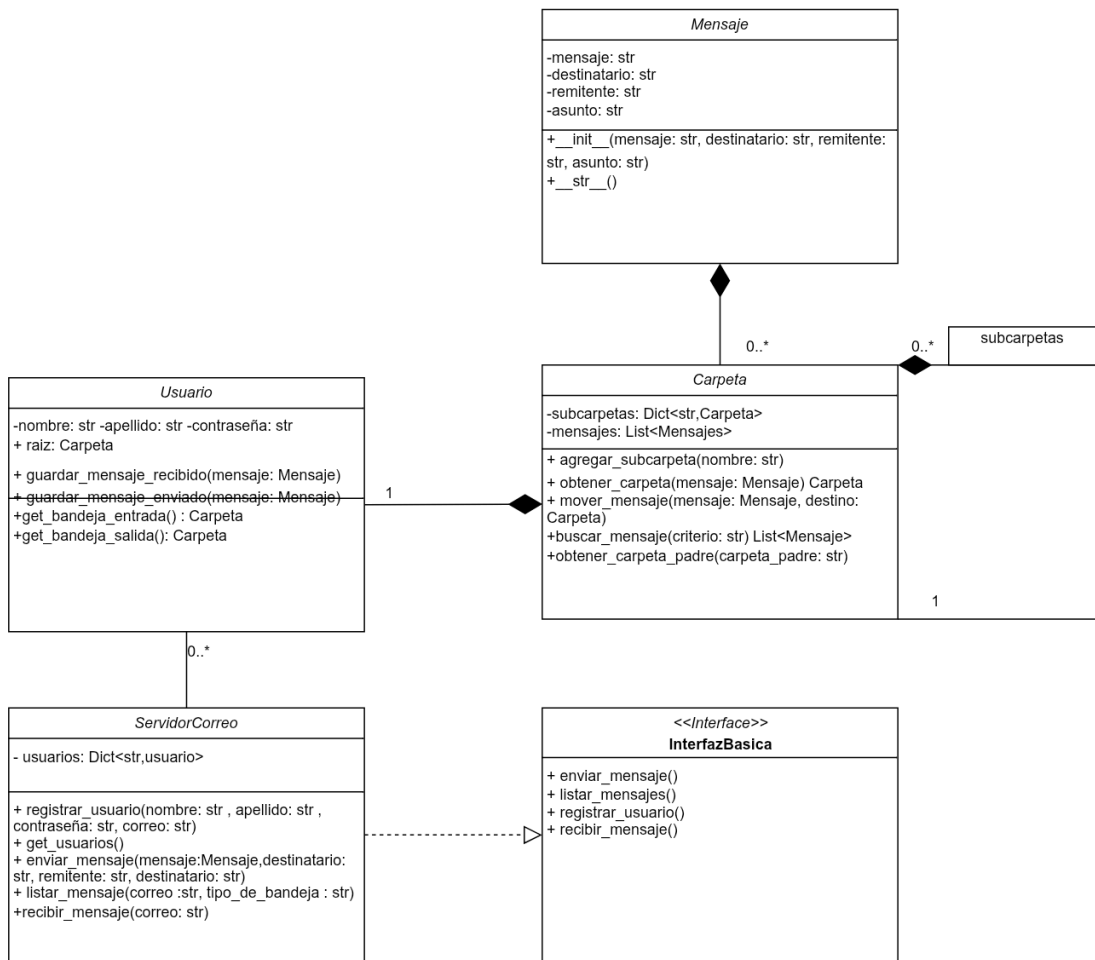 Mensaje
-mensaje: str
-destinatario: str
-remitente: str
-asunto: str
+__init__(mensaje: str, destinatario: str, remitente:
str, asunto: str)
+__str__()
0..*
0..*
subcarpetas
Usuario
-nombre: str -apellido: str -contraseña: str
+ raiz: Carpeta
+ guardar_mensaje_recibido(mensaje: Mensaje)
+ guardar_mensaje_enviado(mensaje: Mensaje)
+get_bandeja_entrada() : Carpeta
+get_bandeja_salida(): Carpeta
1
Carpeta
-subcarpetas: Dict<str,Carpeta>
-mensajes: List<Mensajes>
+ agregar_subcarpeta(nombre: str)
+ obtener_carpeta(mensaje: Mensaje) Carpeta
+ mover_mensaje(mensaje: Mensaje, destino:
Carpeta)
+buscar_mensaje(criterio: str) List<Mensaje>
+obtener_carpeta_padre(carpeta_padre: str)
1
0..*
ServidorCorreo
- usuarios: Dict<str,usuario>
+ registrar_usuario(nombre: str , apellido: str ,
contraseña: str, correo: str)
+ get_usuarios()
+ enviar_mensaje(mensaje:Mensaje,destinatario:
str, remitente: str, destinatario: str)
+ listar_mensaje(correo :str, tipo_de_bandeja : str)
+recibir_mensaje(correo: str)
<<Interface>>
InterfazBasica
+ enviar_mensaje()
+ listar_mensajes()
+ registrar_usuario()
+ recibir_mensaje()